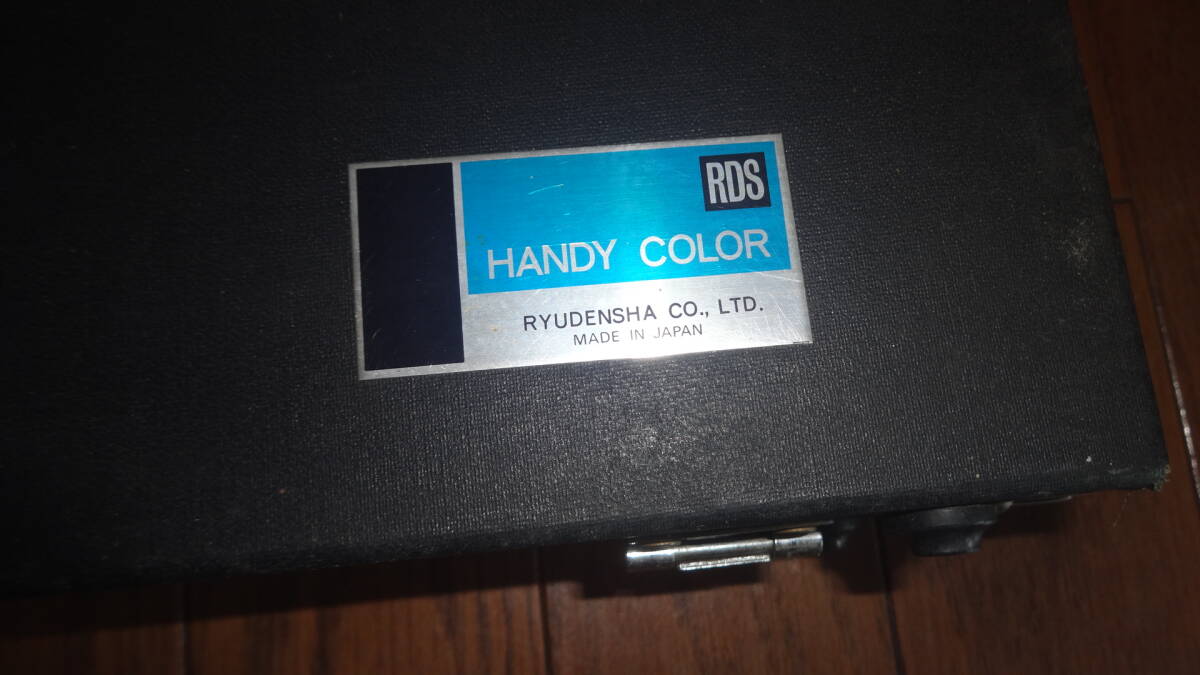 RDS
HANDY COLOR
RYUDENSHA CO., LTD.
MADE IN JAPAN